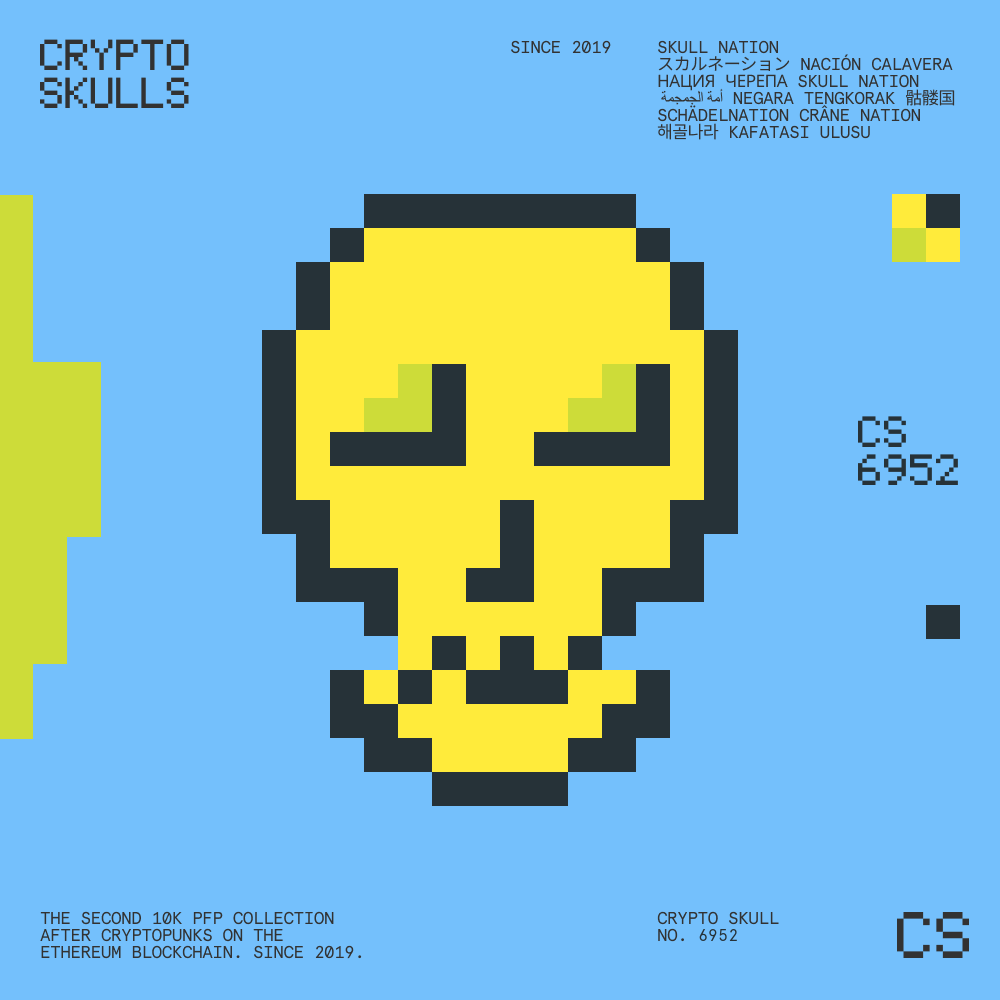 CRYPTO
SKULLS
SINCE 2019
SKULL NATION
スカルネーション NACIÓN CALAVERA
НАЦИЯ ЧЕРЕПА SKULL NATION
أمة الجمجمة NEGARA TENGKORAK 骷髅国
SCHÄDELNATION CRÂNE NATION
해골나라 KAFATASI ULUSU
CS
6952
THE SECOND 10K PFP COLLECTION
AFTER CRYPTOPUNKS ON THE
ETHEREUM BLOCKCHAIN. SINCE 2019.
CRYPTO SKULL
NO. 6952
CS